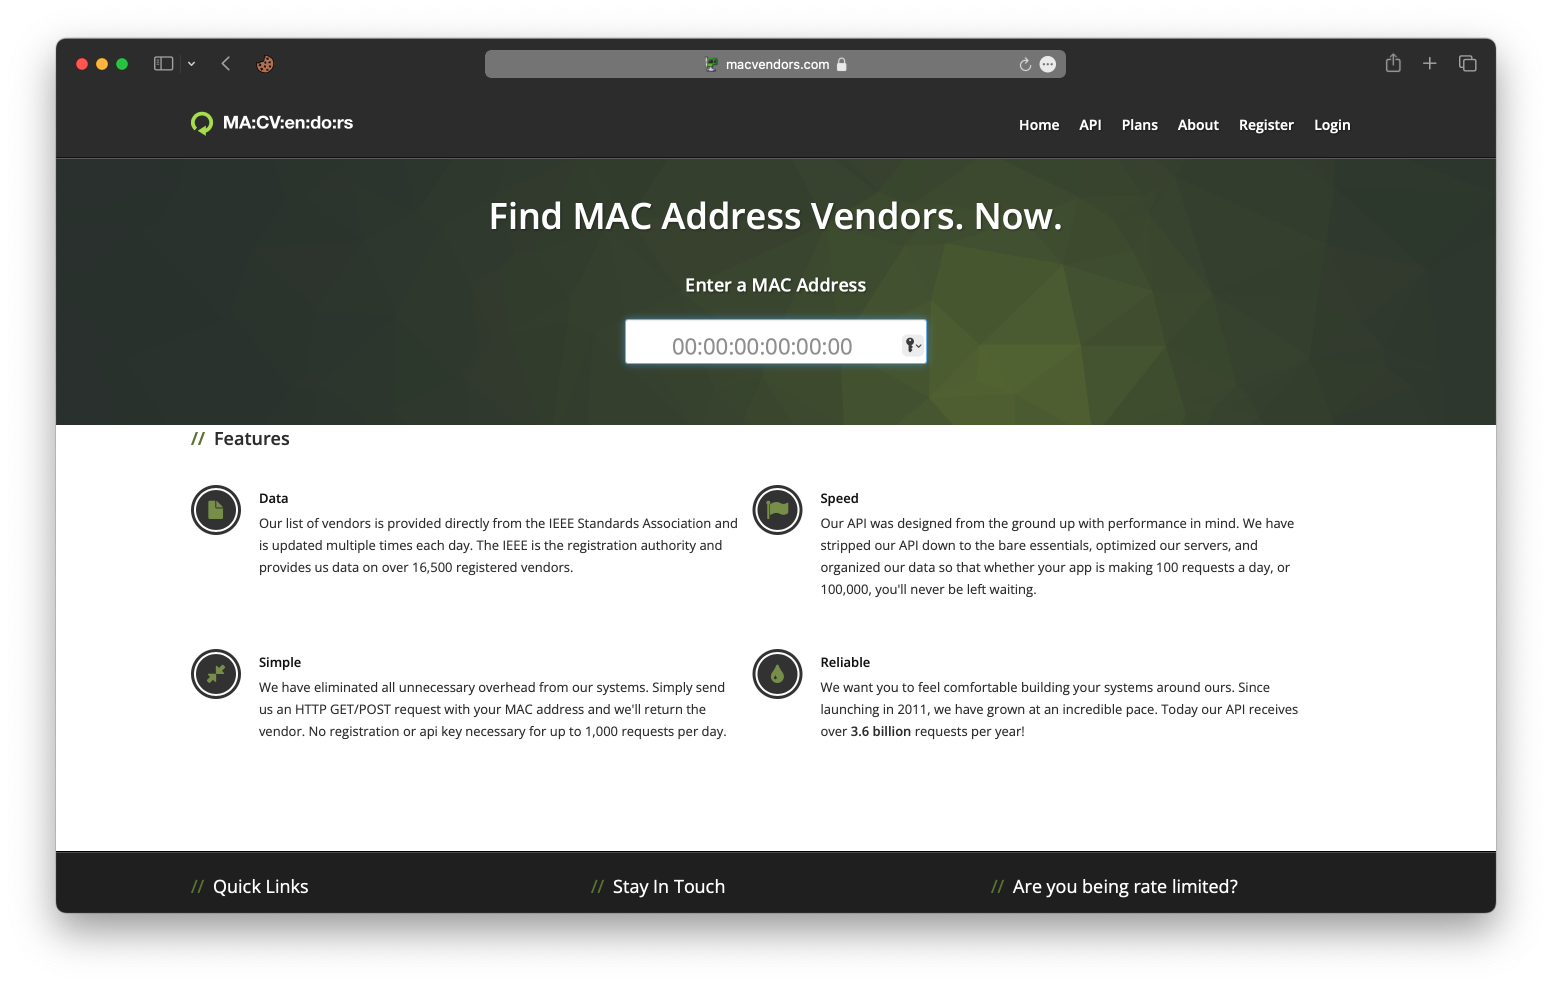 macvendors.com
MA:CV:en:do:rs
Home API Plans About Register Login
Find MAC Address Vendors. Now.
Enter a MAC Address
00:00:00:00:00:00
// Features
Data
Our list of vendors is provided directly from the IEEE Standards Association and
is updated multiple times each day. The IEEE is the registration authority and
provides us data on over 16,500 registered vendors.
Speed
Our API was designed from the ground up with performance in mind. We have
stripped our API down to the bare essentials, optimized our servers, and
organized our data so that whether your app is making 100 requests a day, or
100,000, you'll never be left waiting.
Simple
We have eliminated all unnecessary overhead from our systems. Simply send
us an HTTP GET/POST request with your MAC address and we'll return the
vendor. No registration or api key necessary for up to 1,000 requests per day.
Reliable
We want you to feel comfortable building your systems around ours. Since
launching in 2011, we have grown at an incredible pace. Today our API receives
over 3.6 billion requests per year!
// Quick Links
// Stay In Touch
// Are you being rate limited?